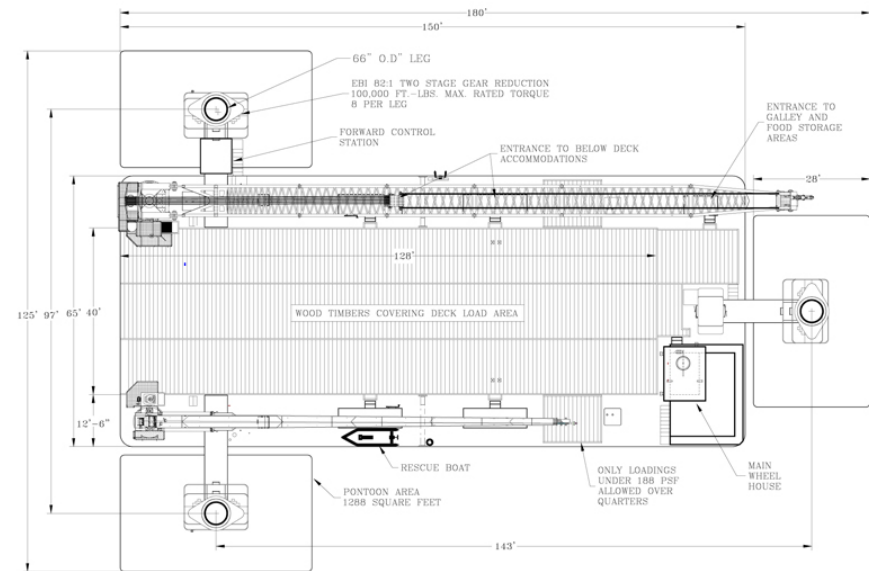 180'
150'
66" O.D" LEG
EBI 82:1 TWO STAGE GEAR REDUCTION
100,000 FT.-LBS. MAX. RATED TORQUE
8 PER LEG
FORWARD CONTROL
STATION
ENTRANCE TO BELOW DECK
ACCOMMODATIONS
ENTRANCE TO
GALLEY AND
FOOD STORAGE
AREAS
28'
128'
125'
97'
65'
40'
WOOD TIMBERS COVERING DECK LOAD AREA
12'-6"
RESCUE BOAT
PONTOON AREA
1288 SQUARE FEET
ONLY LOADINGS
UNDER 188 PSF
ALLOWED OVER
QUARTERS
MAIN
WHEEL
HOUSE
143'